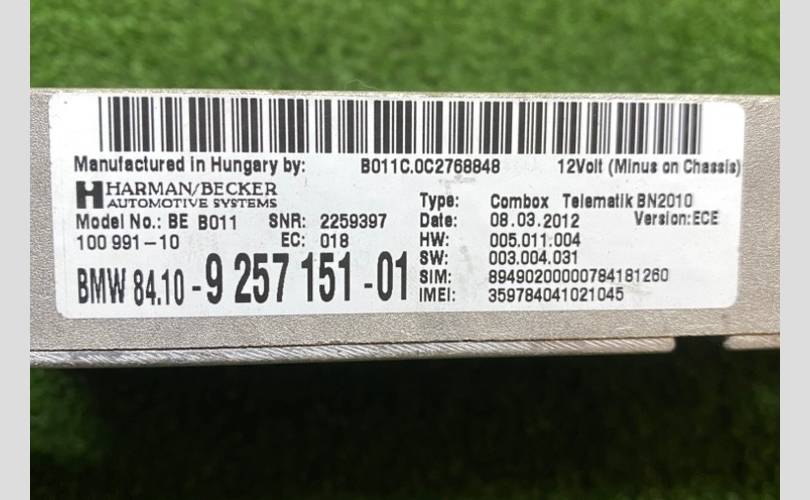 Manufactured in Hungary by: B011C.0C2768848 12Volt (Minus on Chassis)
HARMAN/BECKER
AUTOMOTIVE SYSTEMS
Type: Combox Telematik BN2010
Model No.: BE B011 SNR: 2259397 Date: 08.03.2012 Version: ECE
100 991-10 EC: 018 HW: 005.011.004
SW: 003.004.031
BMW 84.10-9 257 151-01 SIM: 89490200000784181260
IMEI: 359784041021045